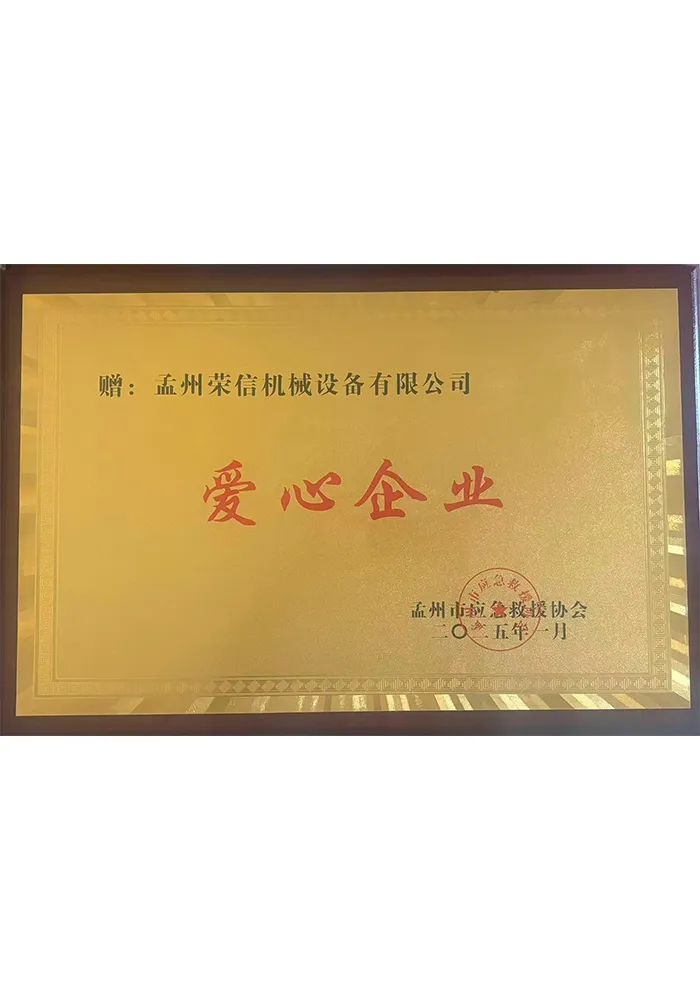 赠：孟州荣信机械设备有限公司
爱心企业
孟州市应急救援协会
二〇二五年一月